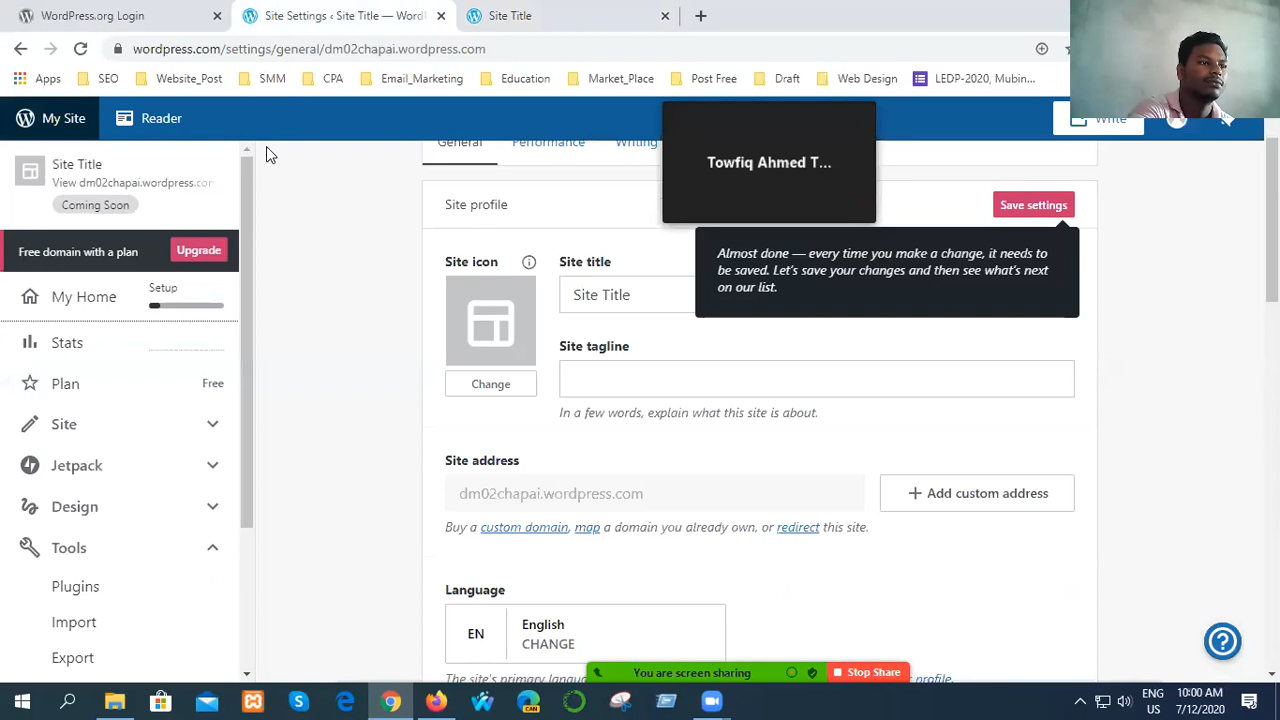 WordPress.org Login
Site Settings ‹ Site Title — Word
Site Title
wordpress.com/settings/general/dm02chapai.wordpress.com
Apps
SEO
Website_Post
SMM
CPA
Email_Marketing
Education
Market_Place
Post Free
Draft
Web Design
LEDP-2020, Mubin...
My Site
Reader
Write
General
Performance
Writing
Towfiq Ahmed T...
Site Title
View dm02chapai.wordpress.com
Coming Soon
Free domain with a plan
Upgrade
My Home
Setup
Stats
Plan
Free
Site
Jetpack
Design
Tools
Plugins
Import
Export
Site profile
Save settings
Almost done — every time you make a change, it needs to
be saved. Let's save your changes and then see what's next
on our list.
Site icon
Site title
Site Title
Change
Site tagline
In a few words, explain what this site is about.
Site address
dm02chapai.wordpress.com
Add custom address
Buy a custom domain, map a domain you already own, or redirect this site.
Language
EN
English
CHANGE
The site's primary langu
profile.
You are screen sharing
Stop Share
CAN
ENG
US
10:00 AM
7/12/2020